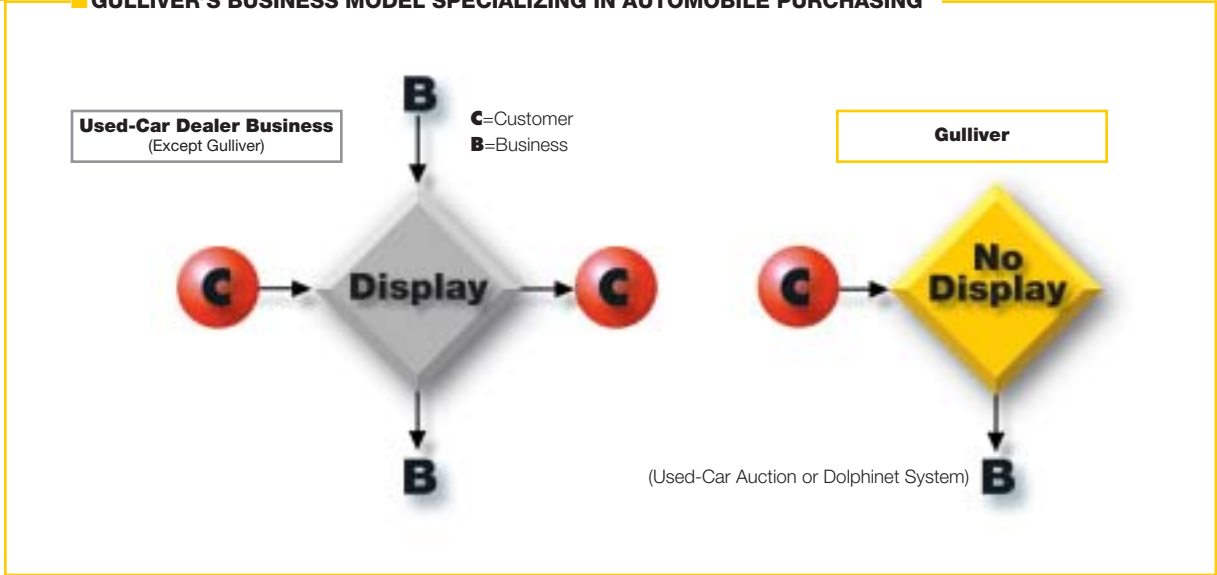 GULLIVER'S BUSINESS MODEL SPECIALIZING IN AUTOMOBILE PURCHASING
Used-Car Dealer Business
(Except Gulliver)
B
C=Customer
B=Business
Gulliver
C
Display
C
C
No
Display
B
(Used-Car Auction or Dolphinet System)
B